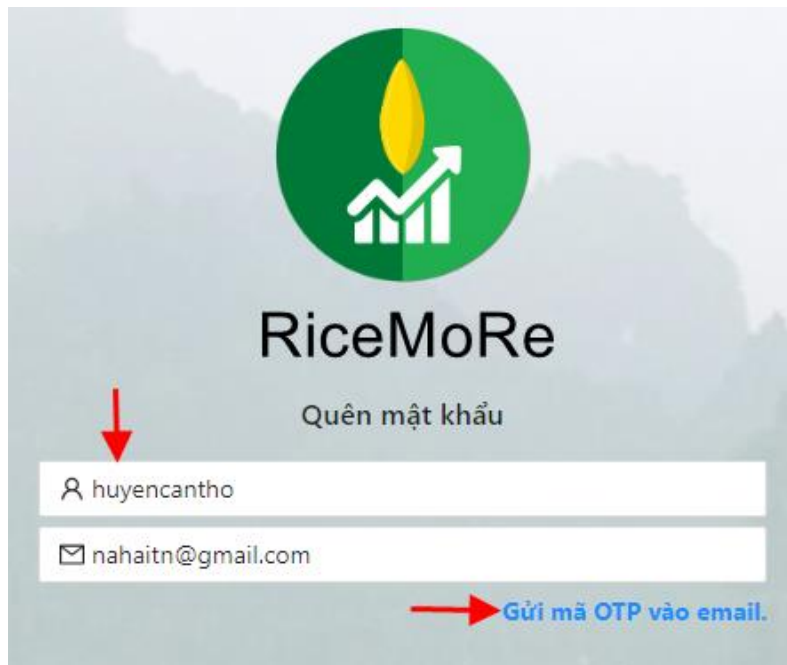 RiceMoRe
Quên mật khẩu
huyencantho
nahaitn@gmail.com
Gửi mã OTP vào email.